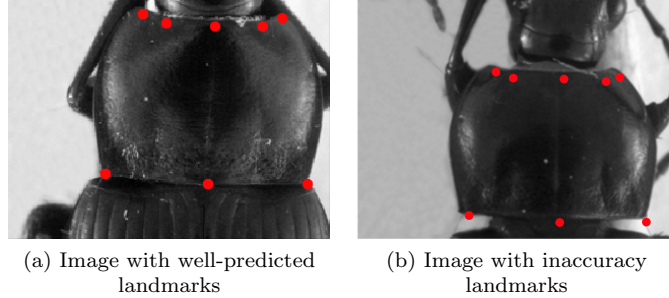 (a) Image with well-predicted
landmarks
(b) Image with inaccuracy
landmarks